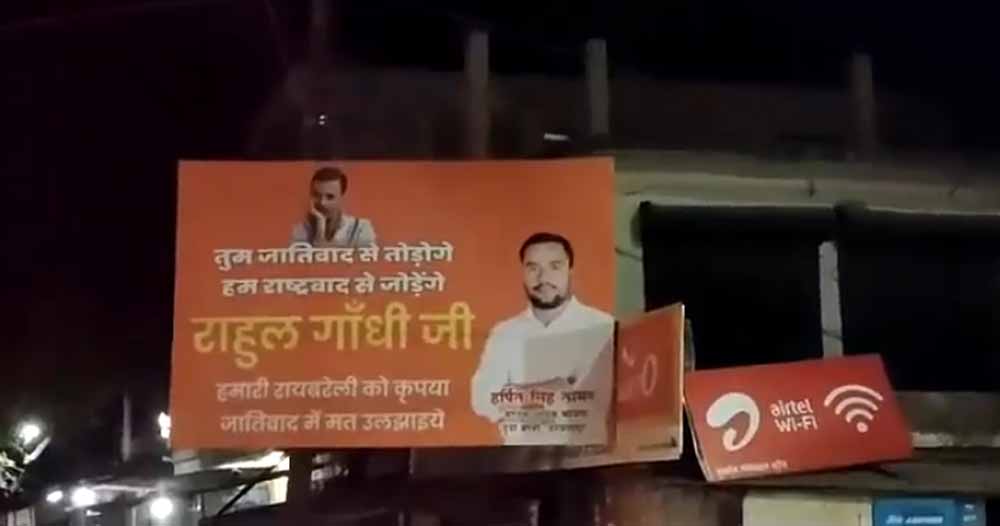 तुम जातिवाद से तोड़ोगे
हम राष्ट्रवाद से जोड़ेंगे
राहुल गाँधी जी
हमारी रायबरेली को कृपया
जातिवाद में मत उलझाइये
सिंह
airtel
Wi-Fi